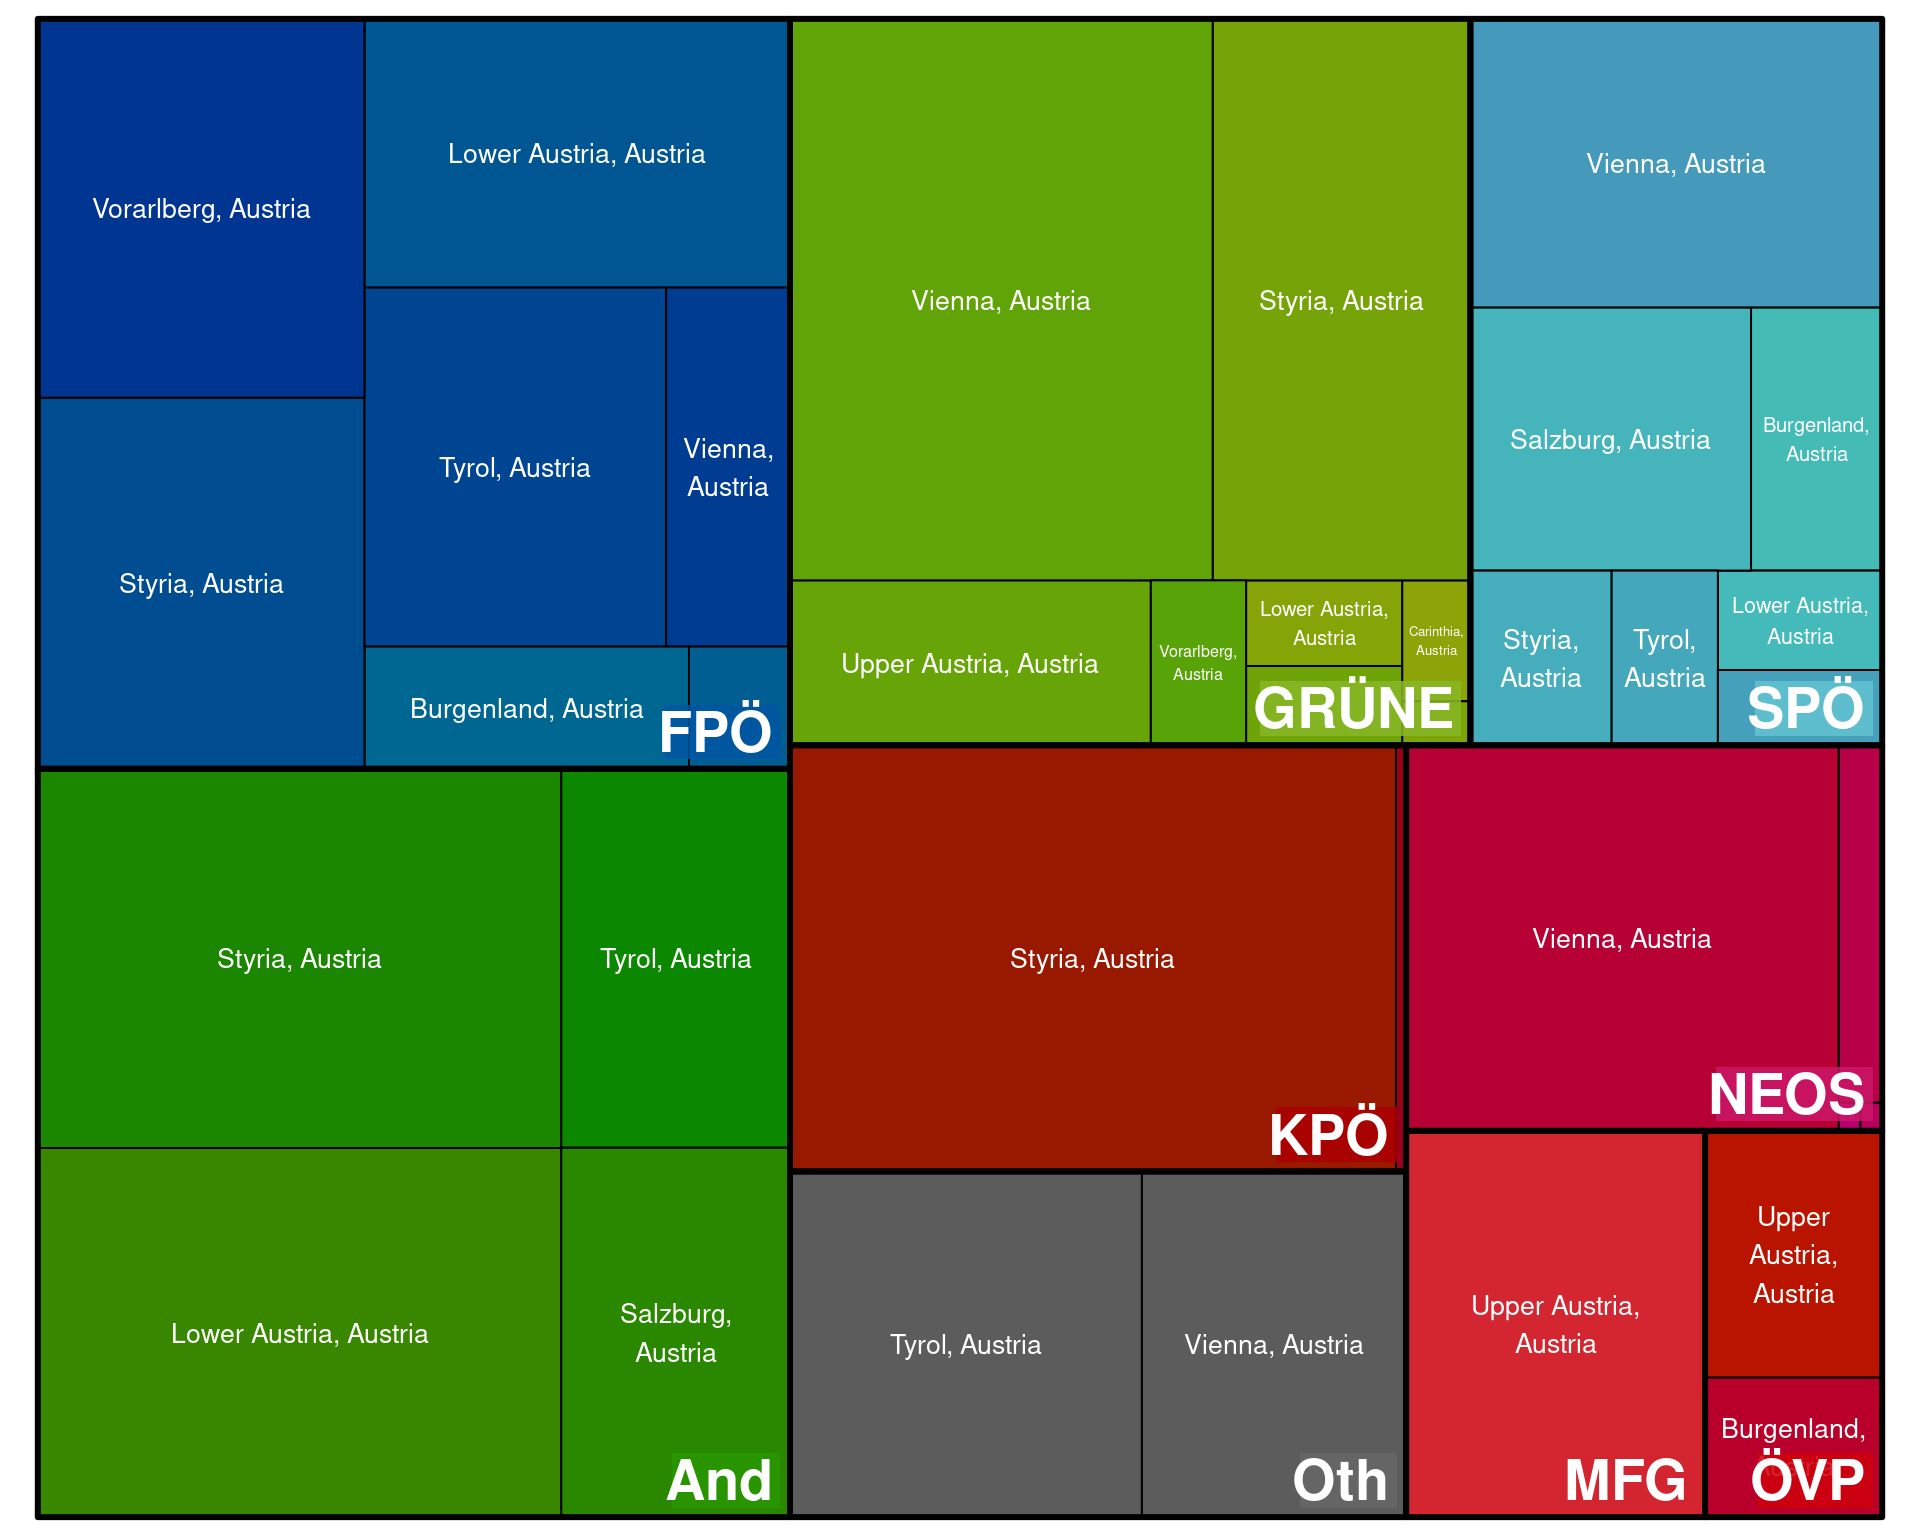 Vorarlberg, Austria
Lower Austria, Austria
Styria, Austria
Tyrol, Austria
Vienna,
Austria
Burgenland, Austria
FPÖ
Vienna, Austria
Styria, Austria
Upper Austria, Austria
Vorarlberg,
Austria
Lower Austria,
Austria
Carinthia,
Austria
GRÜNE
Vienna, Austria
Salzburg, Austria
Burgenland,
Austria
Styria,
Austria
Tyrol,
Austria
Lower Austria,
Austria
SPÖ
Styria, Austria
Tyrol, Austria
Lower Austria, Austria
Salzburg,
Austria
And
Styria, Austria
KPÖ
Vienna, Austria
NEOS
Tyrol, Austria
Vienna, Austria
Oth
Upper Austria,
Austria
MFG
Upper
Austria,
Austria
Burgenland,
ÖVP